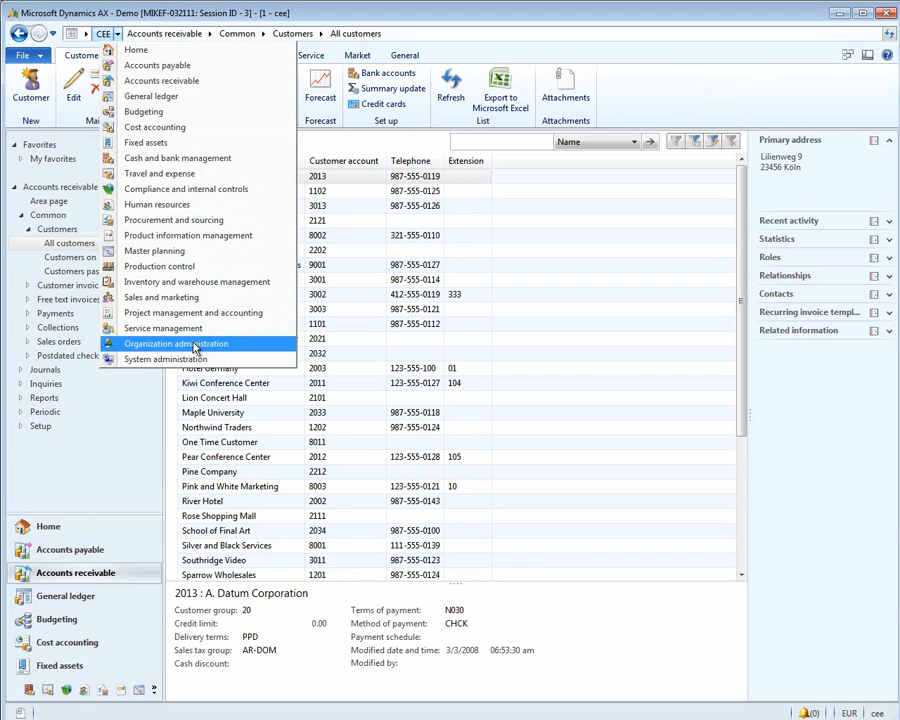 Microsoft Dynamics AX - Demo [MIKEF-032111: Session ID - 3] - [1 - cee]
CEE Accounts receivable Common Customers All customers
File Custome Service Market General
Customer
New
Edit
Mai
Forecast
Forecast
Bank accounts
Summary update
Credit cards
Set up
Refresh
Export to
Microsoft Excel
List
Attachments
Attachments
Home
Accounts payable
Accounts receivable
General ledger
Budgeting
Cost accounting
Fixed assets
Cash and bank management
Travel and expense
Compliance and internal controls
Human resources
Procurement and sourcing
Product information management
Master planning
Production control
Inventory and warehouse management
Sales and marketing
Project management and accounting
Service management
Organization administration
System administration
Favorites
My favorites
Accounts receivable
Area page
Common
Customers
All customers
Customers on
Customers pas
Customer invoic
Free text invoices
Payments
Collections
Sales orders
Postdated check
Journals
Inquiries
Reports
Periodic
Setup
Home
Accounts payable
Accounts receivable
General ledger
Budgeting
Cost accounting
Fixed assets
Name
Customer account Telephone Extension
2013 987-555-0119
1102 987-555-0125
3013 987-555-0126
2121
8002 321-555-0110
2202
s 9001 987-555-0127
3001 987-555-0114
3002 412-555-0119 333
3003 987-555-0121
1101 987-555-0112
2021
2032
Hotel Germany 2003 123-555-100 01
Kiwi Conference Center 2011 123-555-0127 104
Lion Concert Hall 2101
Maple University 2033 987-555-0118
Northwind Traders 1202 987-555-0124
One Time Customer 8011
Pear Conference Center 2012 123-555-0128 105
Pine Company 2212
Pink and White Marketing 8003 123-555-0121 10
River Hotel 2002 987-555-0143
Rose Shopping Mall 2111
School of Final Art 2034 987-555-0100
Silver and Black Services 8001 111-555-0139
Southridge Video 3011 987-555-0123
Sparrow Wholesales 1201 987-555-0124
2013 : A. Datum Corporation
Customer group: 20 Terms of payment: N030
Credit limit: 0.00 Method of payment: CHCK
Delivery terms: PPD Payment schedule:
Sales tax group: AR-DOM Modified date and time: 3/3/2008 06:53:30 am
Cash discount: Modified by:
Primary address
Lilienweg 9
23456 Köln
Recent activity
Statistics
Roles
Relationships
Contacts
Recurring invoice templ...
Related information
(0) EUR cee